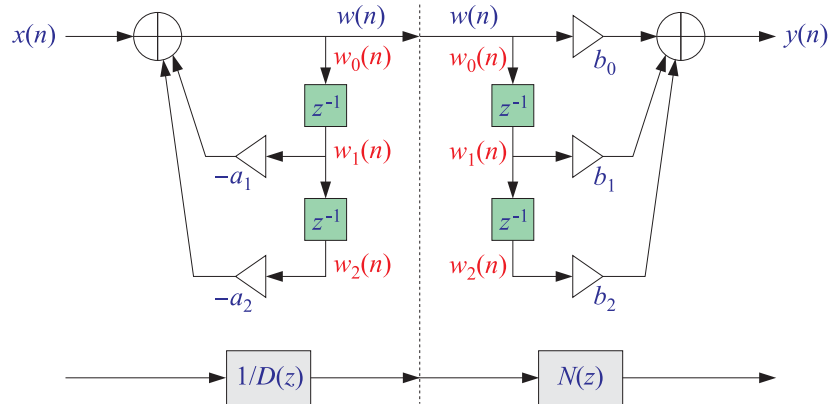 x(n) w(n) w(n) y(n)
w₀(n) w₀(n) b₀
z⁻¹ z⁻¹
w₁(n) w₁(n)
−a₁ b₁
z⁻¹ z⁻¹
w₂(n) w₂(n)
−a₂ b₂
1/D(z) N(z)